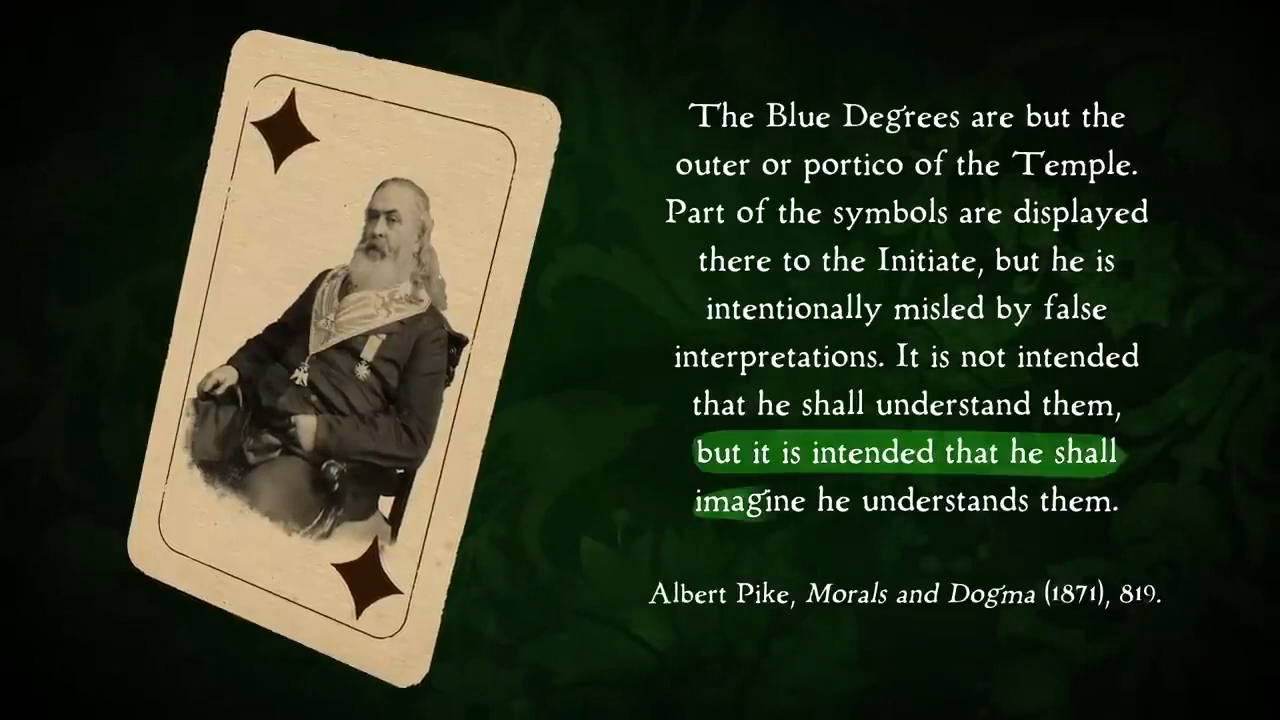 The Blue Degrees are but the
outer or portico of the Temple.
Part of the symbols are displayed
there to the Initiate, but he is
intentionally misled by false
interpretations. It is not intended
that he shall understand them,
but it is intended that he shall
imagine he understands them.
Albert Pike, Morals and Dogma (1871), 819.